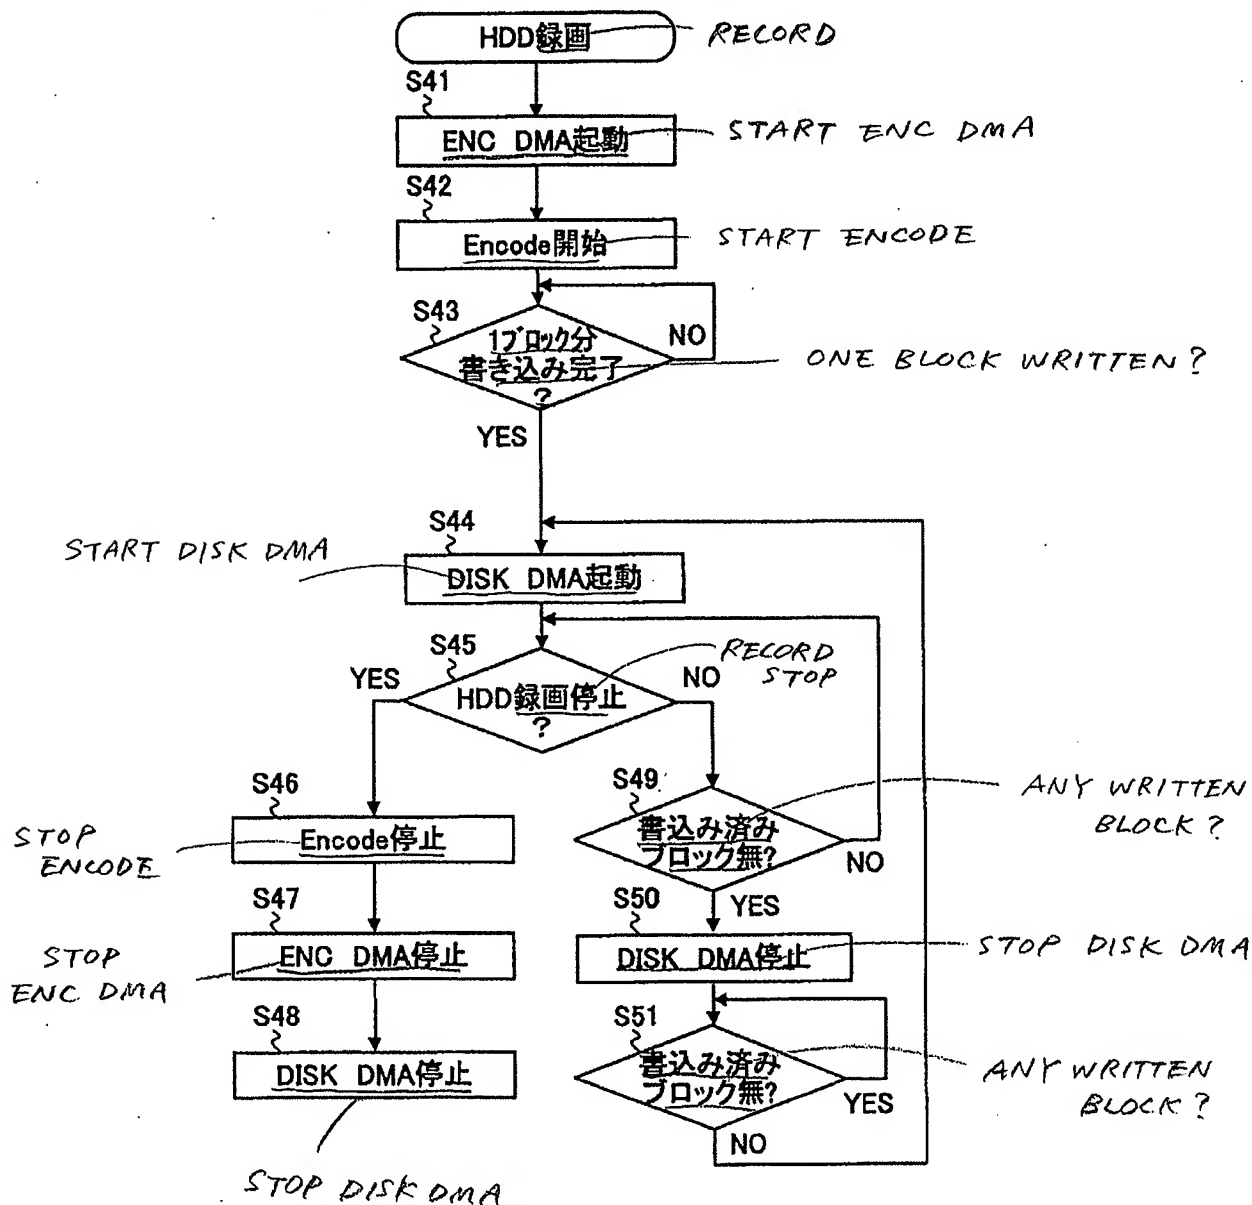 HDD録画
RECORD
S41
ENC DMA起動
START ENC DMA
S42
Encode開始
START ENCODE
S43
1ブロック分
書き込み完了
?
NO
ONE BLOCK WRITTEN?
YES
S44
START DISK DMA
DISK DMA起動
S45
YES
HDD録画停止
?
NO
RECORD
STOP
S46
STOP
ENCODE
Encode停止
S49
書込み済み
ブロック無?
NO
ANY WRITTEN
BLOCK?
YES
S47
STOP
ENC DMA
ENC DMA停止
S50
DISK DMA停止
STOP DISK DMA
S48
DISK DMA停止
STOP DISK DMA
S51
書込み済み
ブロック無?
YES
ANY WRITTEN
BLOCK?
NO